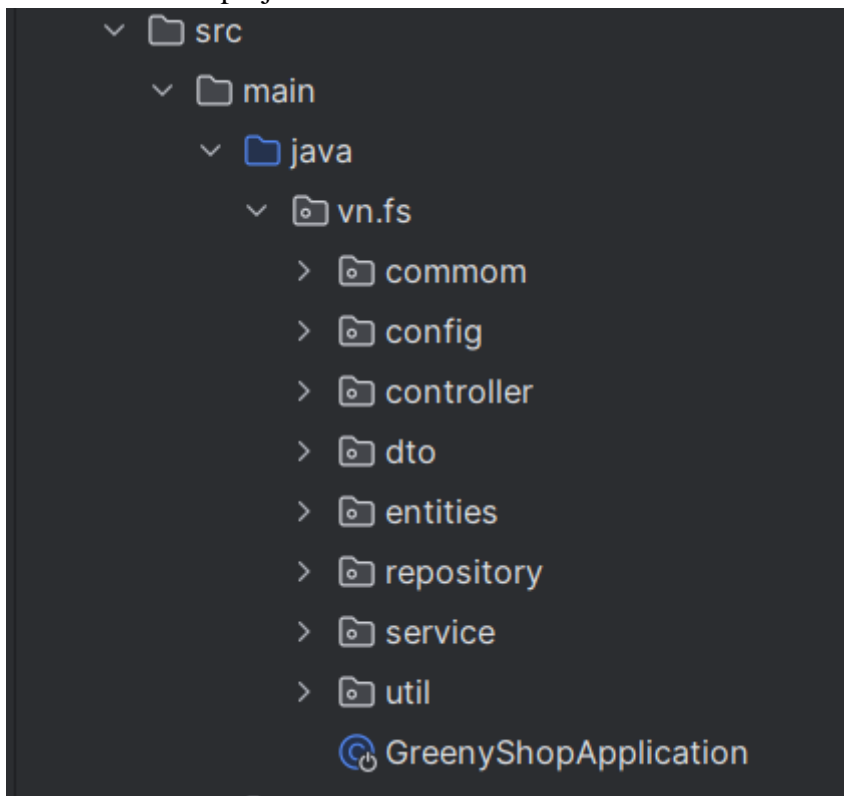 src
main
java
vn.fs
commom
config
controller
dto
entities
repository
service
util
GreenyShopApplication